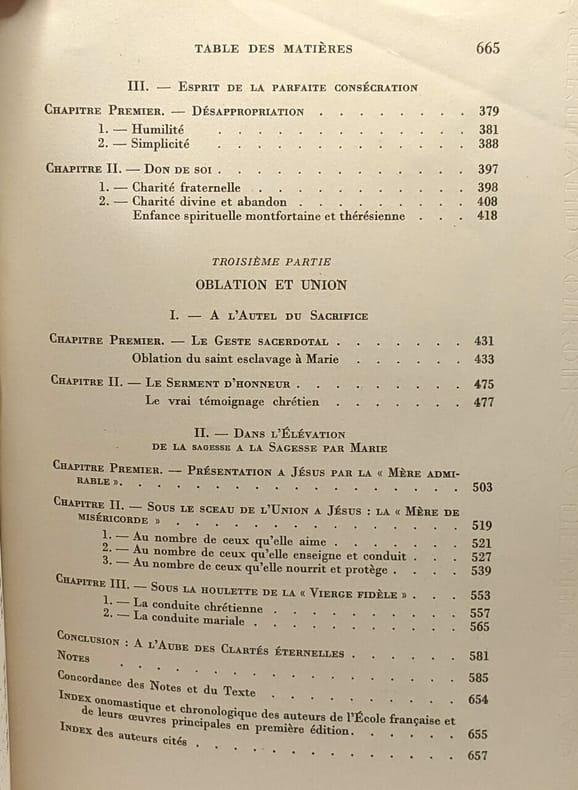 TABLE DES MATIÈRES 665
III. — Esprit de la parfaite consécration
Chapitre Premier. — Désappropriation . . . . . . . . 379
1. — Humilité . . . . . . . . . . . . 381
2. — Simplicité . . . . . . . . . . . . 388
Chapitre II. — Don de soi . . . . . . . . . . . . 397
1. — Charité fraternelle . . . . . . . . . . 398
2. — Charité divine et abandon . . . . . . . . 408
Enfance spirituelle montfortaine et thérésienne . . . 418
TROISIÈME PARTIE
OBLATION ET UNION
I. — A l'Autel du Sacrifice
Chapitre Premier. — Le Geste sacerdotal . . . . . . . 431
Oblation du saint esclavage à Marie . . . . . 433
Chapitre II. — Le Serment d'honneur . . . . . . . . 475
Le vrai témoignage chrétien . . . . . . . 477
II. — Dans l'Élévation
de la sagesse a la Sagesse par Marie
Chapitre Premier. — Présentation a Jésus par la « Mère admi-
rable ». . . . . . . . . . . . . . . . 503
Chapitre II. — Sous le sceau de l'Union a Jésus : la « Mère de
miséricorde » . . . . . . . . . . . . . 519
1. — Au nombre de ceux qu'elle aime . . . . . . 521
2. — Au nombre de ceux qu'elle enseigne et conduit . . . 527
3. — Au nombre de ceux qu'elle nourrit et protège . . . . 539
Chapitre III. — Sous la houlette de la « Vierge fidèle » . . . 553
1. — La conduite chrétienne . . . . . . . . . 557
2. — La conduite mariale . . . . . . . . . . 565
Conclusion : A l'Aube des Clartés éternelles . . . . . . 581
Notes . . . . . . . . . . . . . . . . 585
Concordance des Notes et du Texte . . . . . . . . . 654
Index onomastique et chronologique des auteurs de l'École française et
de leurs œuvres principales en première édition. . . . . 655
Index des auteurs cités . . . . . . . . . . . . 657